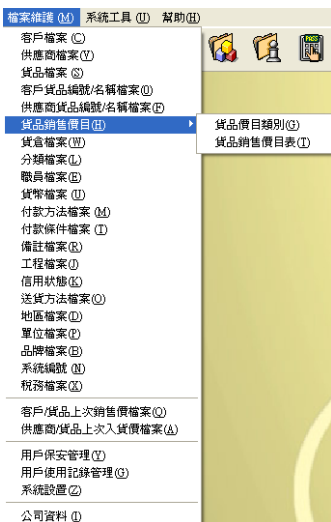 檔案維護 (M) 系統工具 (U) 幫助(H)
客戶檔案 (C)
供應商檔案(V)
貨品檔案 (S)
客戶貨品編號/名稱檔案(0)
供應商貨品編號/名稱檔案(F)
貨品銷售價目(H)
貨品價目類別(G)
貨品銷售價目表(T)
貨倉檔案(W)
分類檔案(L)
職員檔案(E)
貨幣檔案 (U)
付款方法檔案 (M)
付款條件檔案 (I)
備註檔案(R)
工程檔案(J)
信用狀態(K)
送貨方法檔案(O)
地區檔案(D)
單位檔案(P)
品牌檔案(B)
系統編號 (N)
稅務檔案(X)
客戶/貨品上次銷售價檔案(Q)
供應商/貨品上次入貨價檔案(A)
用戶保安管理(Y)
用戶使用記錄管理(G)
系統設置(Z)
公司資料 (I)
PASS